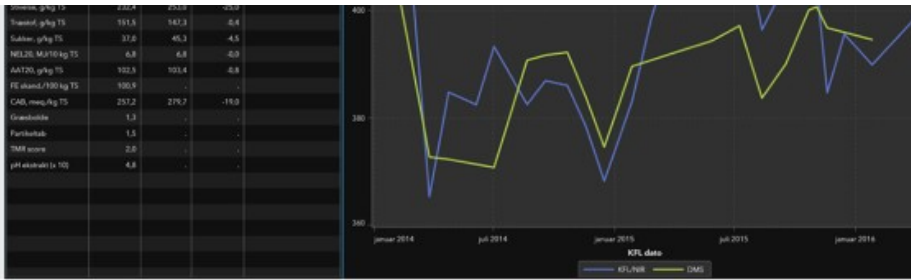 Stivelse, g/kg TS 232,4 253,0 -25,0
Træstof, g/kg TS 151,5 147,3 -0,4
Sukker, g/kg TS 37,0 45,3 -4,5
NEL20, MJ/10 kg TS 6,8 6,8 -0,0
AAT20, g/kg TS 102,5 103,4 -0,8
FE skand./100 kg TS 100,9 . .
CAB, meq./kg TS 257,2 279,7 -19,0
Græsbolde 1,3 . .
Partikeltab 1,5 . .
TMR score 2,0 . .
pH ekstrakt (x 10) 4,8 . .
400
380
360
januar 2014 juli 2014 januar 2015 juli 2015 januar 2016
KFL dato
KFL/NIR DMS